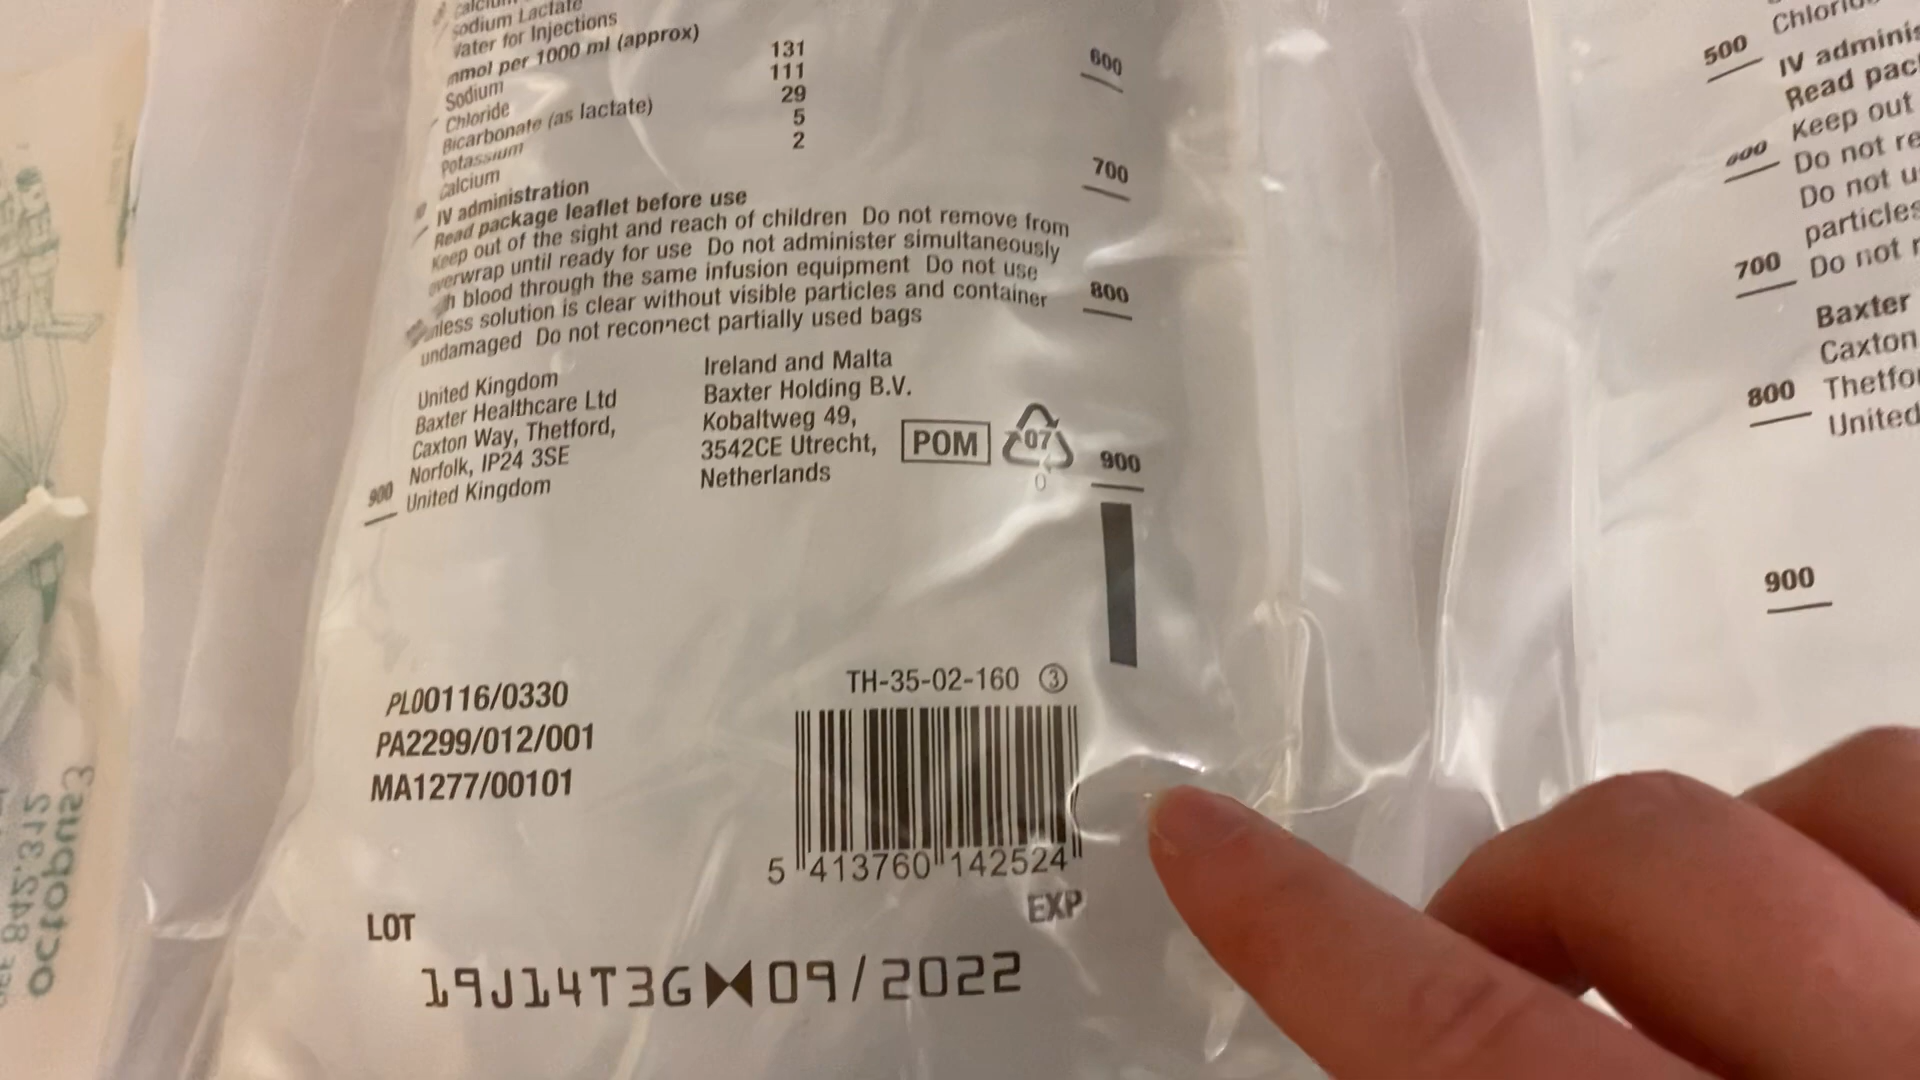 Sodium Lactate
Water for Injections
mmol per 1000 ml (approx)
Sodium 131
Chloride 111
Bicarbonate (as lactate) 29
Potassium 5
Calcium 2
IV administration
Read package leaflet before use
Keep out of the sight and reach of children Do not remove from
overwrap until ready for use Do not administer simultaneously
h blood through the same infusion equipment Do not use
nless solution is clear without visible particles and container
undamaged Do not reconnect partially used bags
United Kingdom
Baxter Healthcare Ltd
Caxton Way, Thetford,
Norfolk, IP24 3SE
United Kingdom
Ireland and Malta
Baxter Holding B.V.
Kobaltweg 49,
3542CE Utrecht,
Netherlands
POM
07
0
900
600
700
800
900
PL00116/0330
PA2299/012/001
MA1277/00101
TH-35-02-160 3
5 413760 142524
LOT
EXP
19J14T3G 09/2022
500
600
700
800
900
IV adminis
Read pac
Keep out
Do not re
Do not u
particles
Do not r
Baxter
Caxton
Thetfo
United
octobus3